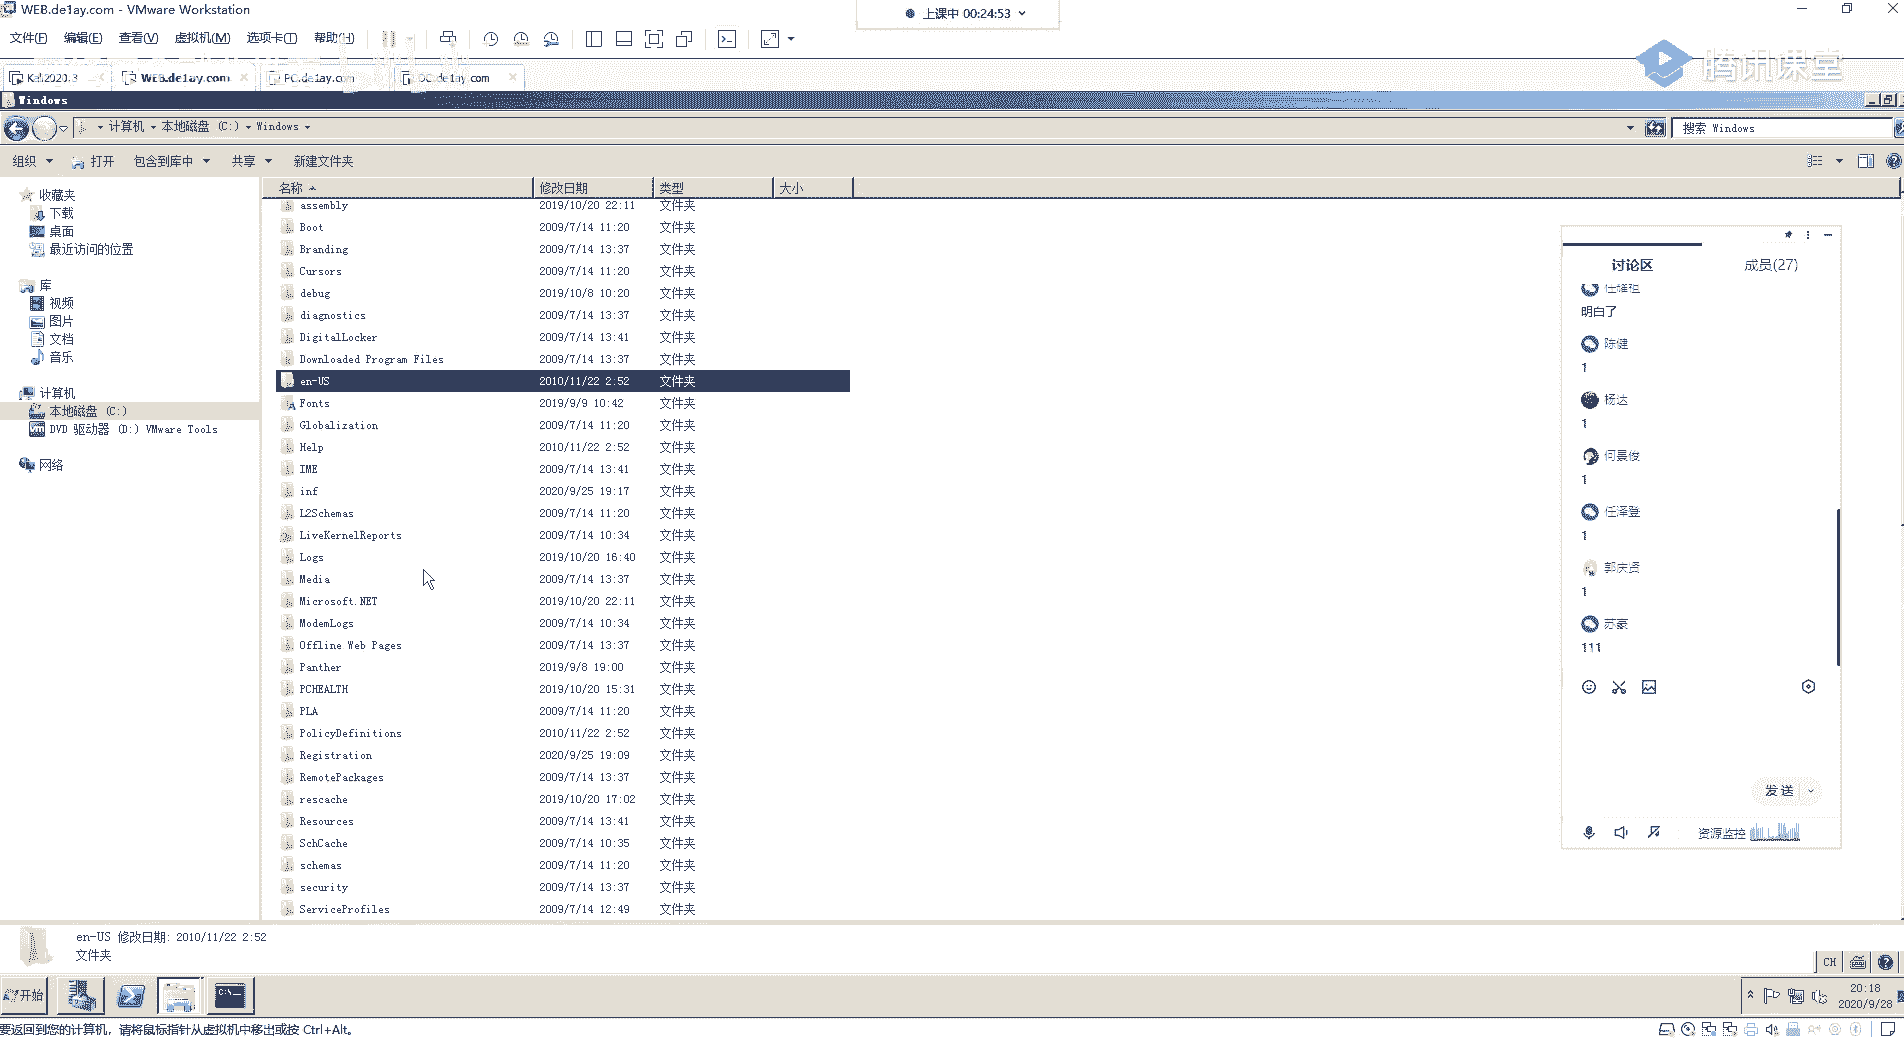 WEB.de1ay.com - VMware Workstation
上课中 00:24:53
文件(F) 编辑(E) 查看(V) 虚拟机(M) 选项卡(T) 帮助(H)
腾讯课堂
Kali2020.3 WEB.de1ay.com PC.de1ay.com DC.de1ay.com
Windows
计算机 本地磁盘 (C:) Windows
搜索 Windows
组织 打开 包含到库中 共享 新建文件夹
名称 修改日期 类型 大小
收藏夹
下载
桌面
最近访问的位置
库
视频
图片
文档
音乐
计算机
本地磁盘 (C:)
DVD 驱动器 (D:) VMware Tools
网络
assembly 2019/10/20 22:11 文件夹
Boot 2009/7/14 11:20 文件夹
Branding 2009/7/14 13:37 文件夹
Cursors 2009/7/14 11:20 文件夹
debug 2019/10/8 10:20 文件夹
diagnostics 2009/7/14 13:37 文件夹
DigitalLocker 2009/7/14 13:41 文件夹
Downloaded Program Files 2009/7/14 13:37 文件夹
en-US 2010/11/22 2:52 文件夹
Fonts 2019/9/9 10:42 文件夹
Globalization 2009/7/14 11:20 文件夹
Help 2010/11/22 2:52 文件夹
IME 2009/7/14 13:41 文件夹
inf 2020/9/25 19:17 文件夹
L2Schemas 2009/7/14 11:20 文件夹
LiveKernelReports 2009/7/14 10:34 文件夹
Logs 2019/10/20 16:40 文件夹
Media 2009/7/14 13:37 文件夹
Microsoft.NET 2019/10/20 22:11 文件夹
ModemLogs 2009/7/14 10:34 文件夹
Offline Web Pages 2009/7/14 13:37 文件夹
Panther 2019/9/8 19:00 文件夹
PCHEALTH 2019/10/20 15:31 文件夹
PLA 2009/7/14 11:20 文件夹
PolicyDefinitions 2010/11/22 2:52 文件夹
Registration 2020/9/25 19:09 文件夹
RemotePackages 2009/7/14 13:37 文件夹
rescache 2019/10/20 17:02 文件夹
Resources 2009/7/14 13:41 文件夹
SchCache 2009/7/14 10:35 文件夹
schemas 2009/7/14 11:20 文件夹
security 2009/7/14 13:37 文件夹
ServiceProfiles 2009/7/14 12:49 文件夹
讨论区 成员(27)
明白了
陈健
1
杨达
1
何景俊
1
任泽登
1
郭庆贤
1
苏豪
111
发送
资源监控
en-US 修改日期: 2010/11/22 2:52
文件夹
CH
开始
20:18
2020/9/28
要返回到您的计算机，请将鼠标指针从虚拟机中移出或按 Ctrl+Alt。